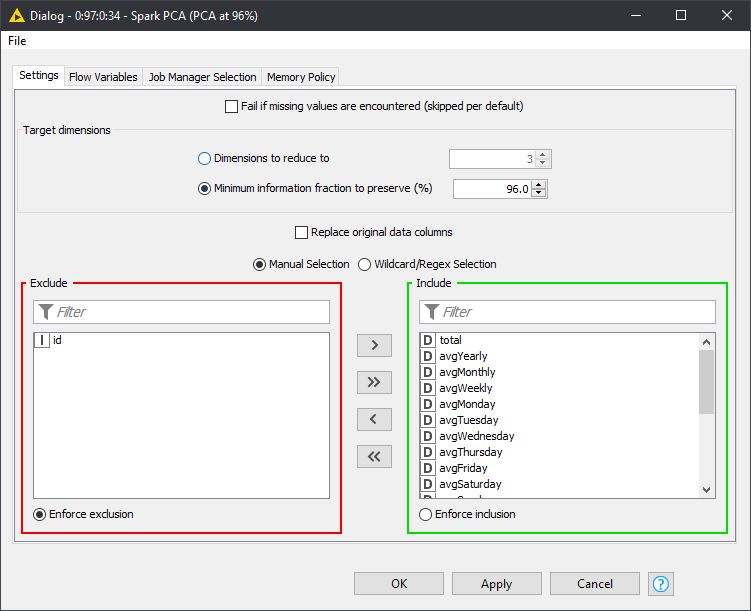 Dialog - 0:97:0:34 - Spark PCA (PCA at 96%)
File
Settings Flow Variables Job Manager Selection Memory Policy
Fail if missing values are encountered (skipped per default)
Target dimensions
Dimensions to reduce to 3
Minimum information fraction to preserve (%) 96.0
Replace original data columns
Manual Selection Wildcard/Regex Selection
Exclude
Filter
I id
Enforce exclusion
>
>>
<
<<
Include
Filter
D total
D avgYearly
D avgMonthly
D avgWeekly
D avgMonday
D avgTuesday
D avgWednesday
D avgThursday
D avgFriday
D avgSaturday
Enforce inclusion
OK Apply Cancel ?